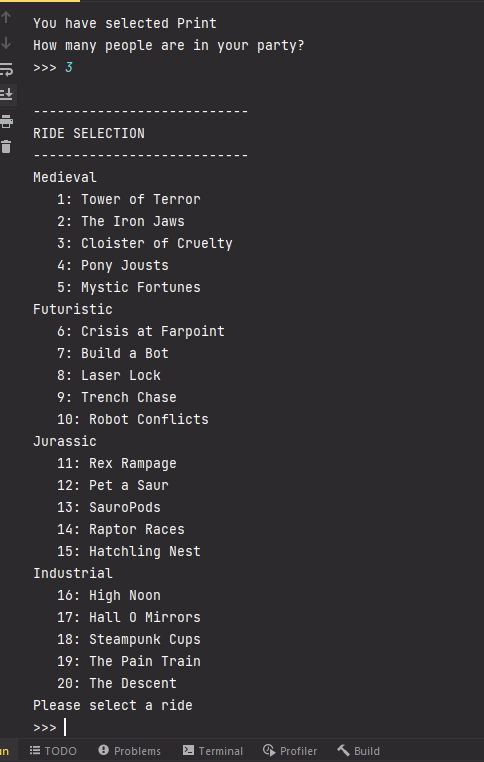 You have selected Print
How many people are in your party?
>>> 3
---------------------------
RIDE SELECTION
---------------------------
Medieval
   1: Tower of Terror
   2: The Iron Jaws
   3: Cloister of Cruelty
   4: Pony Jousts
   5: Mystic Fortunes
Futuristic
   6: Crisis at Farpoint
   7: Build a Bot
   8: Laser Lock
   9: Trench Chase
   10: Robot Conflicts
Jurassic
   11: Rex Rampage
   12: Pet a Saur
   13: SauroPods
   14: Raptor Races
   15: Hatchling Nest
Industrial
   16: High Noon
   17: Hall O Mirrors
   18: Steampunk Cups
   19: The Pain Train
   20: The Descent
Please select a ride
>>>
un TODO Problems Terminal Profiler Build